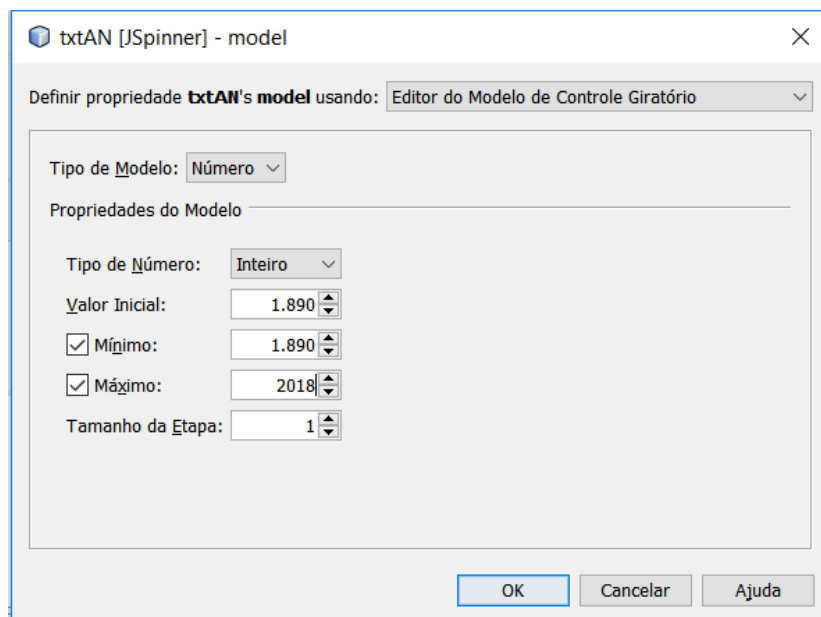 txtAN [JSpinner] - model
Definir propriedade txtAN's model usando: Editor do Modelo de Controle Giratório
Tipo de Modelo: Número
Propriedades do Modelo
Tipo de Número: Inteiro
Valor Inicial: 1.890
Mínimo: 1.890
Máximo: 2018
Tamanho da Etapa: 1
OK Cancelar Ajuda